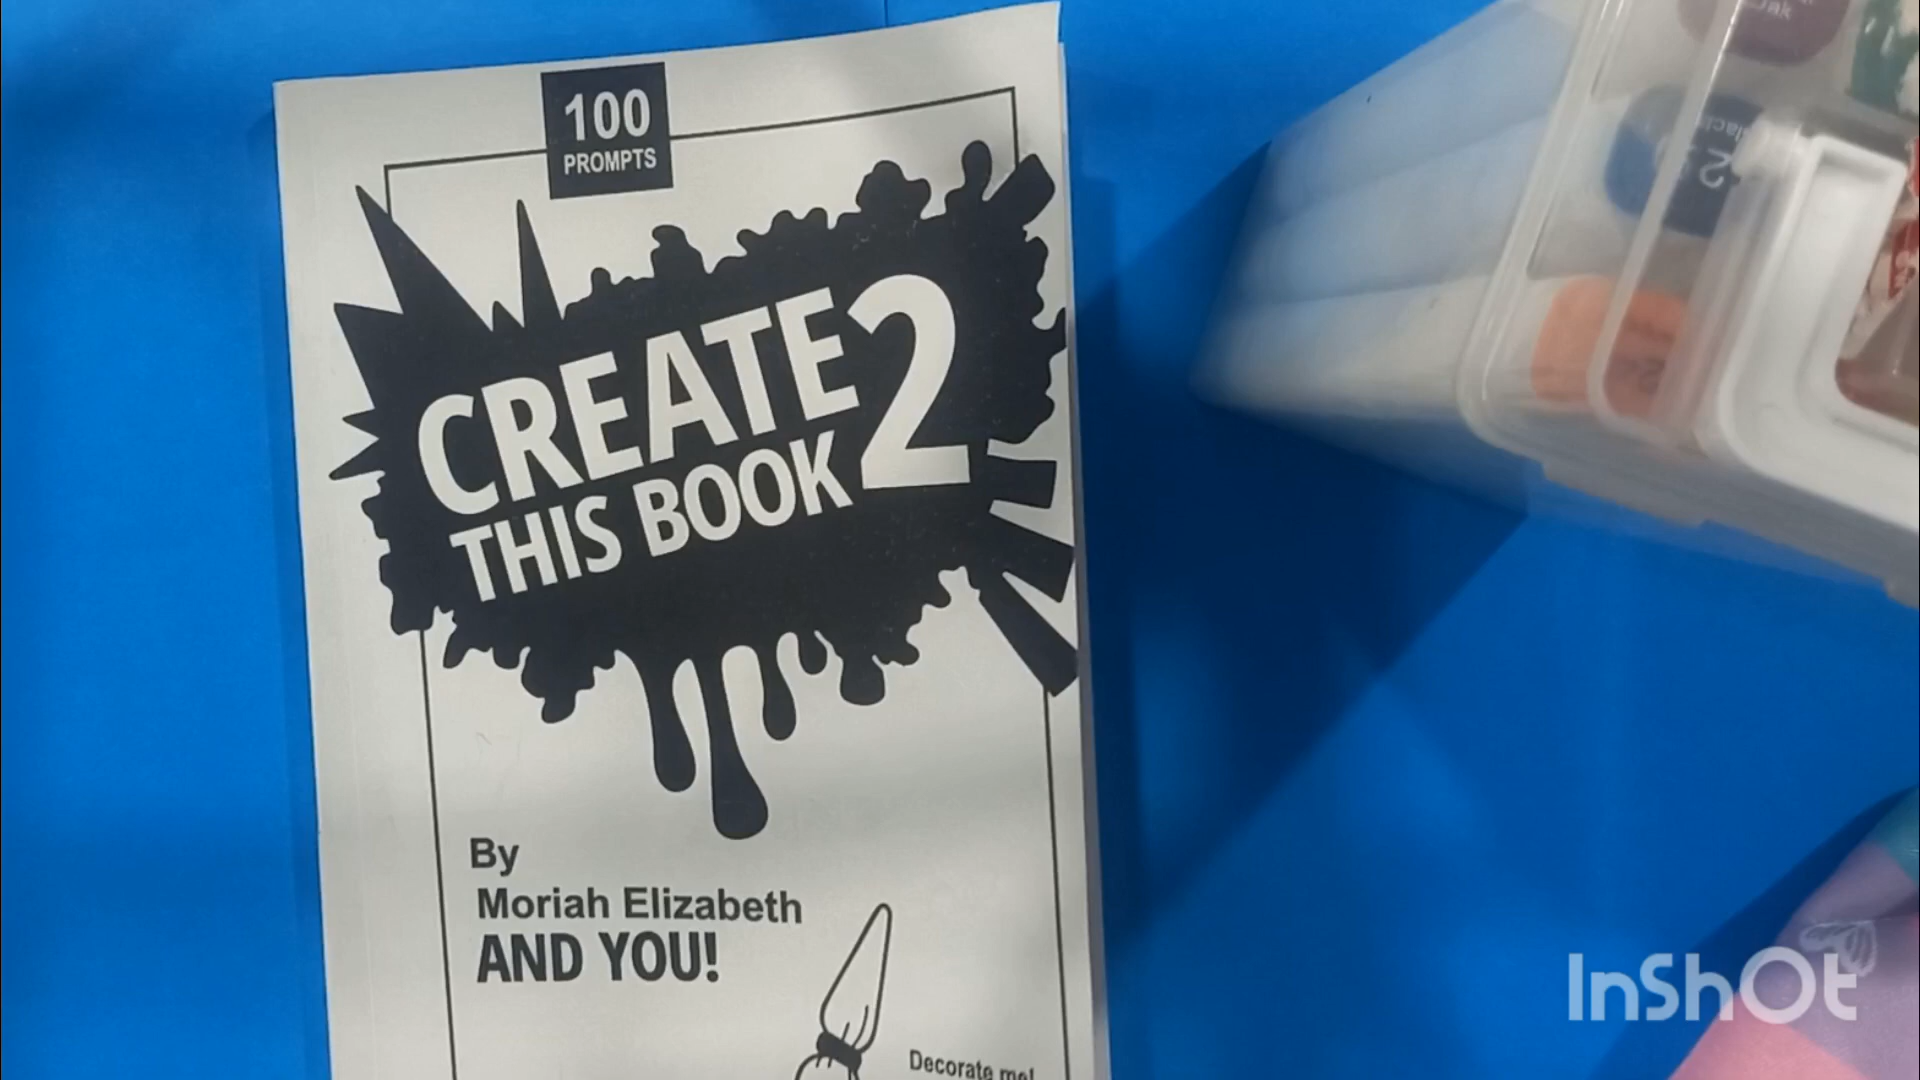 100
PROMPTS
CREATE
THIS BOOK 2
By
Moriah Elizabeth
AND YOU!
Decorate me!
InShOt